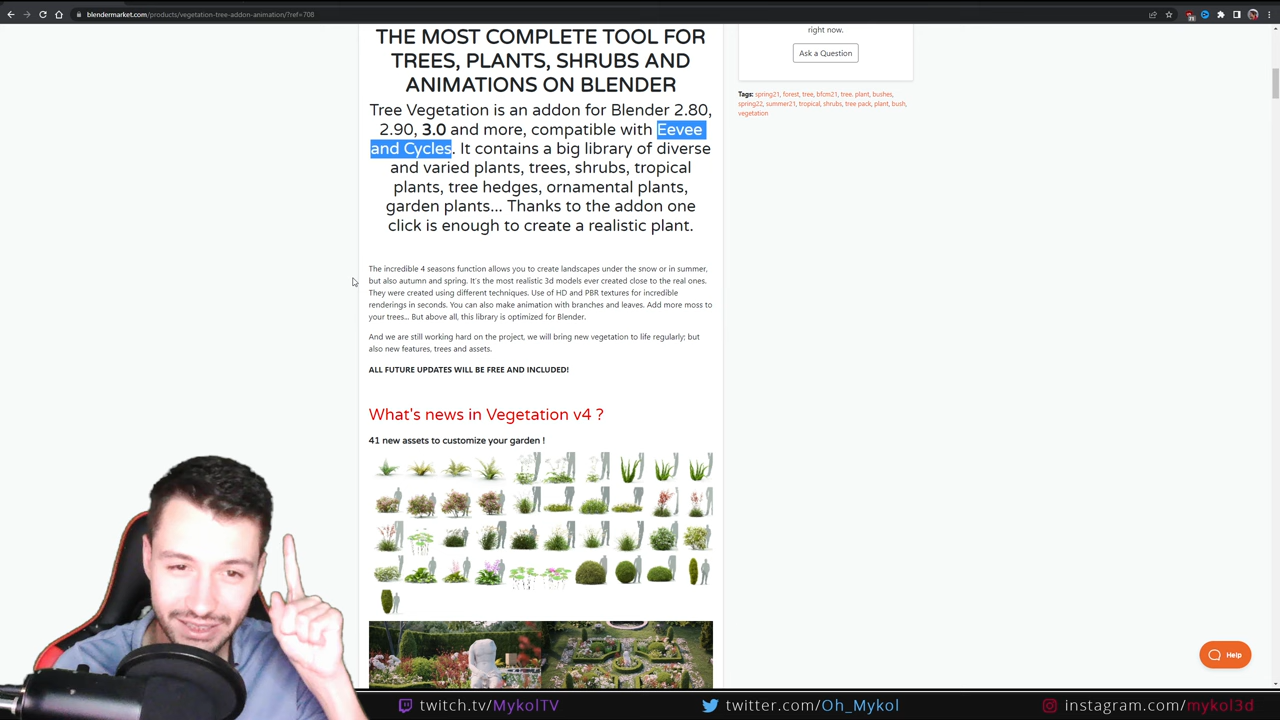 blendermarket.com/products/vegetation-tree-addon-animation/?ref=708
THE MOST COMPLETE TOOL FOR
TREES, PLANTS, SHRUBS AND
ANIMATIONS ON BLENDER
Tree Vegetation is an addon for Blender 2.80,
2.90, 3.0 and more, compatible with Eevee
and Cycles. It contains a big library of diverse
and varied plants, trees, shrubs, tropical
plants, tree hedges, ornamental plants,
garden plants... Thanks to the addon one
click is enough to create a realistic plant.
The incredible 4 seasons function allows you to create landscapes under the snow or in summer,
but also autumn and spring. It's the most realistic 3d models ever created close to the real ones.
They were created using different techniques. Use of HD and PBR textures for incredible
renderings in seconds. You can also make animation with branches and leaves. Add more moss to
your trees... But above all, this library is optimized for Blender.
And we are still working hard on the project, we will bring new vegetation to life regularly; but
also new features, trees and assets.
ALL FUTURE UPDATES WILL BE FREE AND INCLUDED!
What's news in Vegetation v4 ?
41 new assets to customize your garden !
right now.
Ask a Question
Tags: spring21, forest, tree, bfcm21, tree. plant, bushes,
spring22, summer21, tropical, shrubs, tree pack, plant, bush,
vegetation
Help
twitch.tv/MykolTV
twitter.com/Oh_Mykol
instagram.com/mykol3d